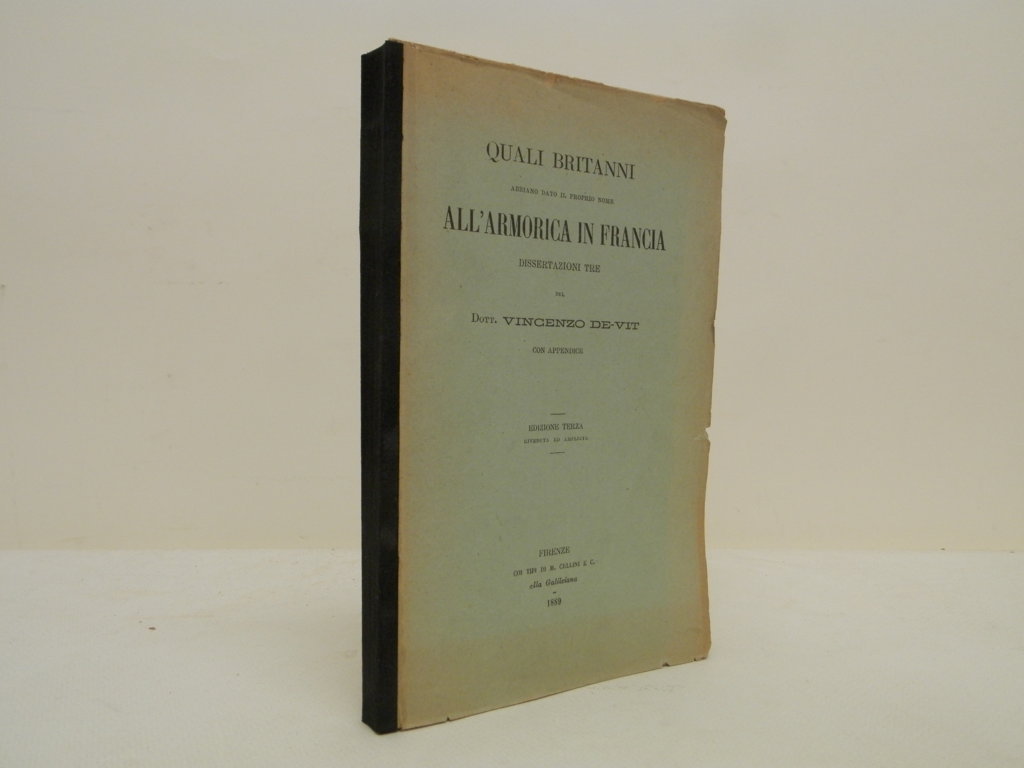 QUALI BRITANNI
ABBIANO DATO IL PROPRIO NOME
ALL'ARMORICA IN FRANCIA
DISSERTAZIONI TRE
DEL
DOTT. VINCENZO DE-VIT
CON APPENDICE
EDIZIONE TERZA
RIVEDUTA ED AMPLIATA
FIRENZE
COI TIPI DI M. CELLINI E C.
alla Galileiana
1889